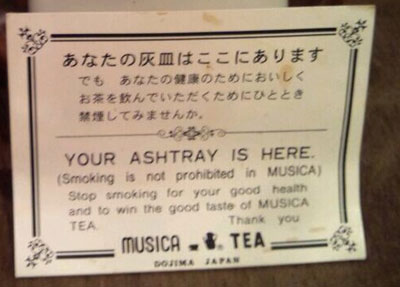 あなたの灰皿はここにあります
でも あなたの健康のためにおいしく
お茶を飲んでいただくためにひととき
禁煙してみませんか。
YOUR ASHTRAY IS HERE.
(Smoking is not prohibited in MUSICA)
Stop smoking for your good health
and to win the good taste of MUSICA
TEA. Thank you
MUSICA TEA
DOJIMA JAPAN